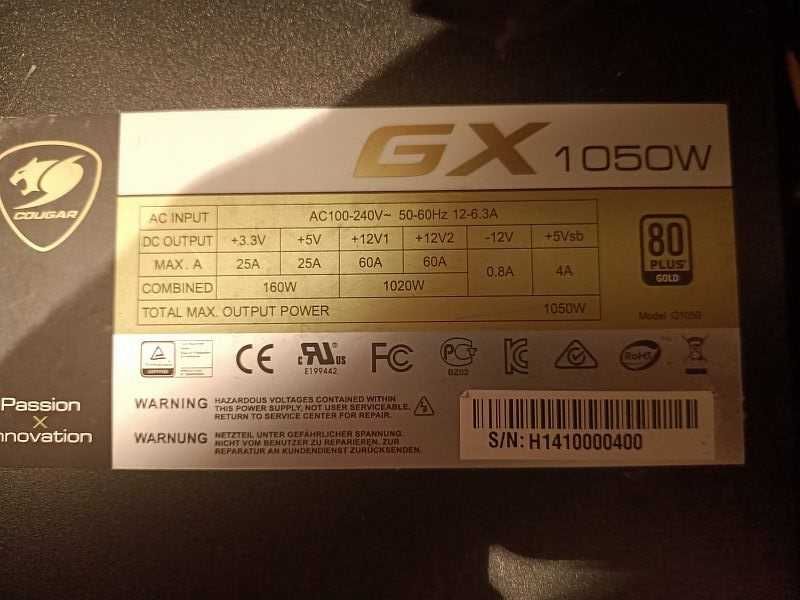 GX 1050W
COUGAR
AC INPUT AC100-240V~ 50-60Hz 12-6.3A
DC OUTPUT +3.3V +5V +12V1 +12V2 -12V +5Vsb
MAX. A 25A 25A 60A 60A 0.8A 4A
COMBINED 160W 1020W
TOTAL MAX. OUTPUT POWER 1050W
80
PLUS
GOLD
Model
CE c UL US FC PG RoHS
E199442
BZ02
Passion
×
nnovation
WARNING HAZARDOUS VOLTAGES CONTAINED WITHIN
THIS POWER SUPPLY, NOT USER SERVICEABLE.
RETURN TO SERVICE CENTER FOR REPAIR.
WARNUNG NETZTEIL UNTER GEFÄHRLICHER SPANNUNG.
NICHT VOM BENUTZER ZU REPARIEREN, ZUR
REPARATUR AN KUNDENDIENST ZURÜCKSENDEN.
S/N: H1410000400